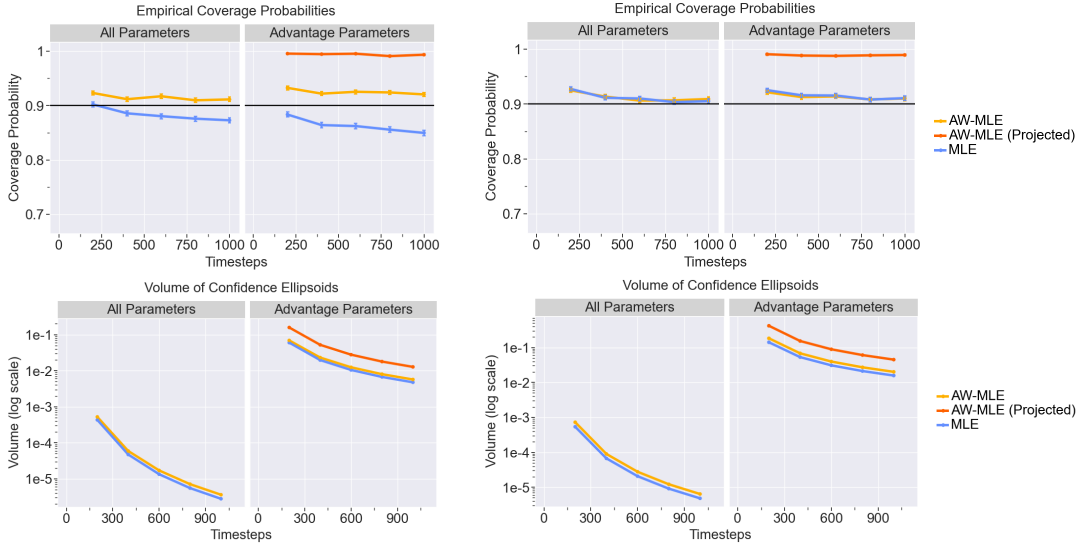 Empirical Coverage Probabilities
All Parameters Advantage Parameters
Coverage Probability
1
0.9
0.8
0.7
0 250 500 750 1000 0 250 500 750 1000
Timesteps
Empirical Coverage Probabilities
All Parameters Advantage Parameters
Coverage Probability
1
0.9
0.8
0.7
0 250 500 750 1000 0 250 500 750 1000
Timesteps
AW-MLE
AW-MLE (Projected)
MLE
Volume of Confidence Ellipsoids
All Parameters Advantage Parameters
Volume (log scale)
1e-1
1e-2
1e-3
1e-4
1e-5
0 300 600 900 0 300 600 900
Timesteps
Volume of Confidence Ellipsoids
All Parameters Advantage Parameters
Volume (log scale)
1e-1
1e-2
1e-3
1e-4
1e-5
0 300 600 900 0 300 600 900
Timesteps
AW-MLE
AW-MLE (Projected)
MLE